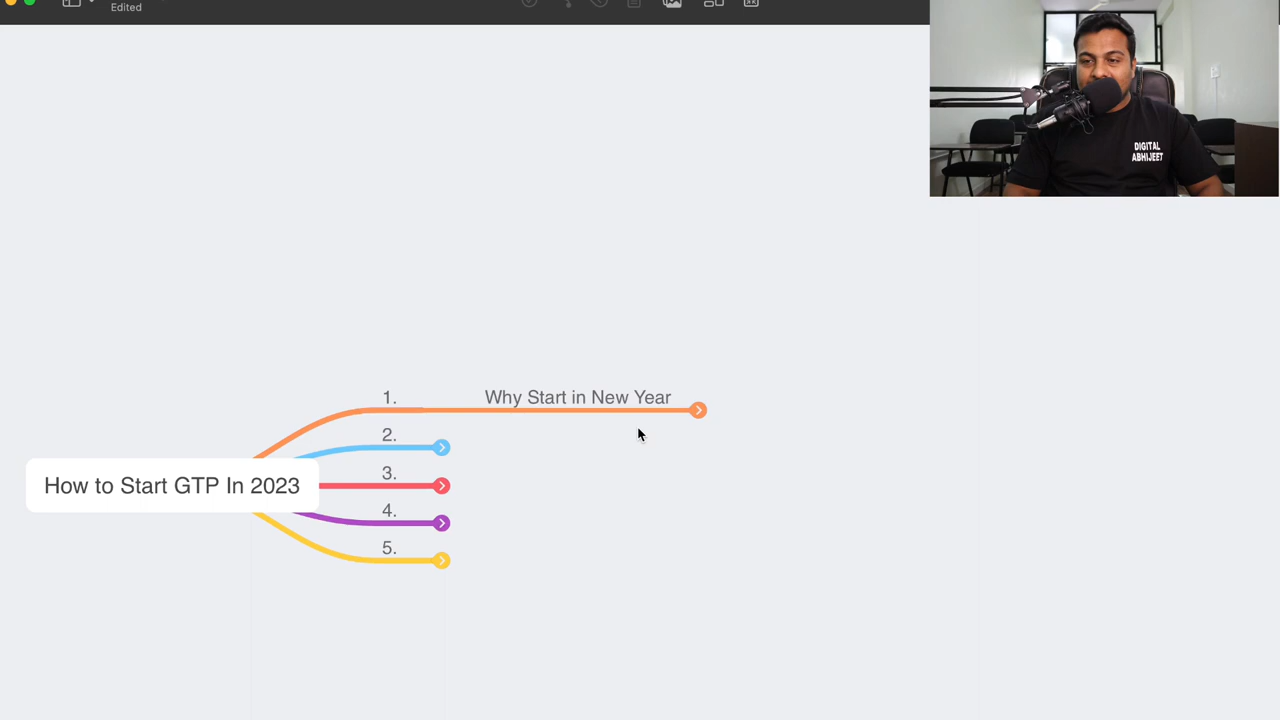 Edited
DIGITAL
ABHIJEET
1.
Why Start in New Year
2.
How to Start GTP In 2023
3.
4.
5.